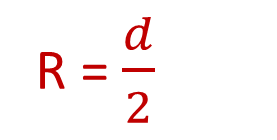 R = d/2